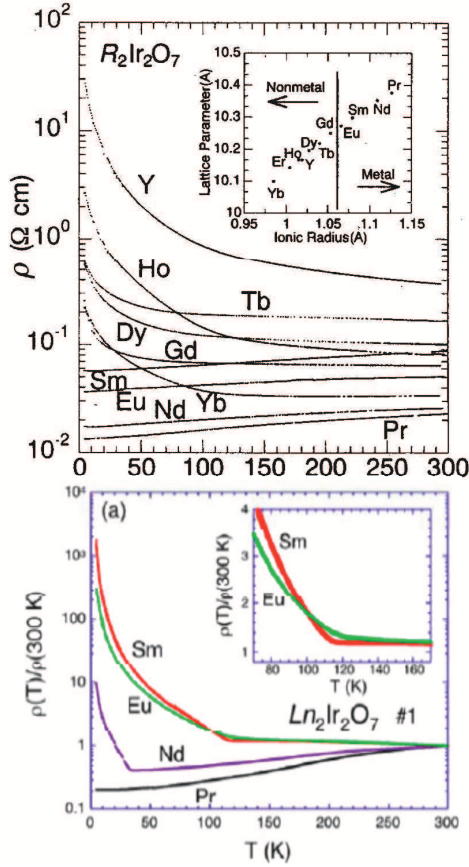 R₂Ir₂O₇
ρ (Ω cm)
10²
10¹
10⁰
10⁻¹
10⁻²
0
50
100
150
200
250
300
Y
Ho
Tb
Dy
Gd
Sm
Eu
Nd
Yb
Pr
Lattice Parameter(A)
10.5
10.4
10.3
10.2
10.1
10
Nonmetal
Metal
Pr
Sm
Nd
Gd
Eu
Dy
Tb
Ho
Y
Er
Yb
0.95
1
1.05
1.1
1.15
Ionic Radius(Å)
(a)
ρ(T)/ρ(300 K)
10⁴
10³
100
10
1
0.1
0
50
100
150
200
250
300
T (K)
Sm
Eu
Nd
Pr
Ln₂Ir₂O₇ #1
ρ(T)/ρ(300 K)
4
3
2
1
80
100
120
140
160
T (K)
Sm
Eu